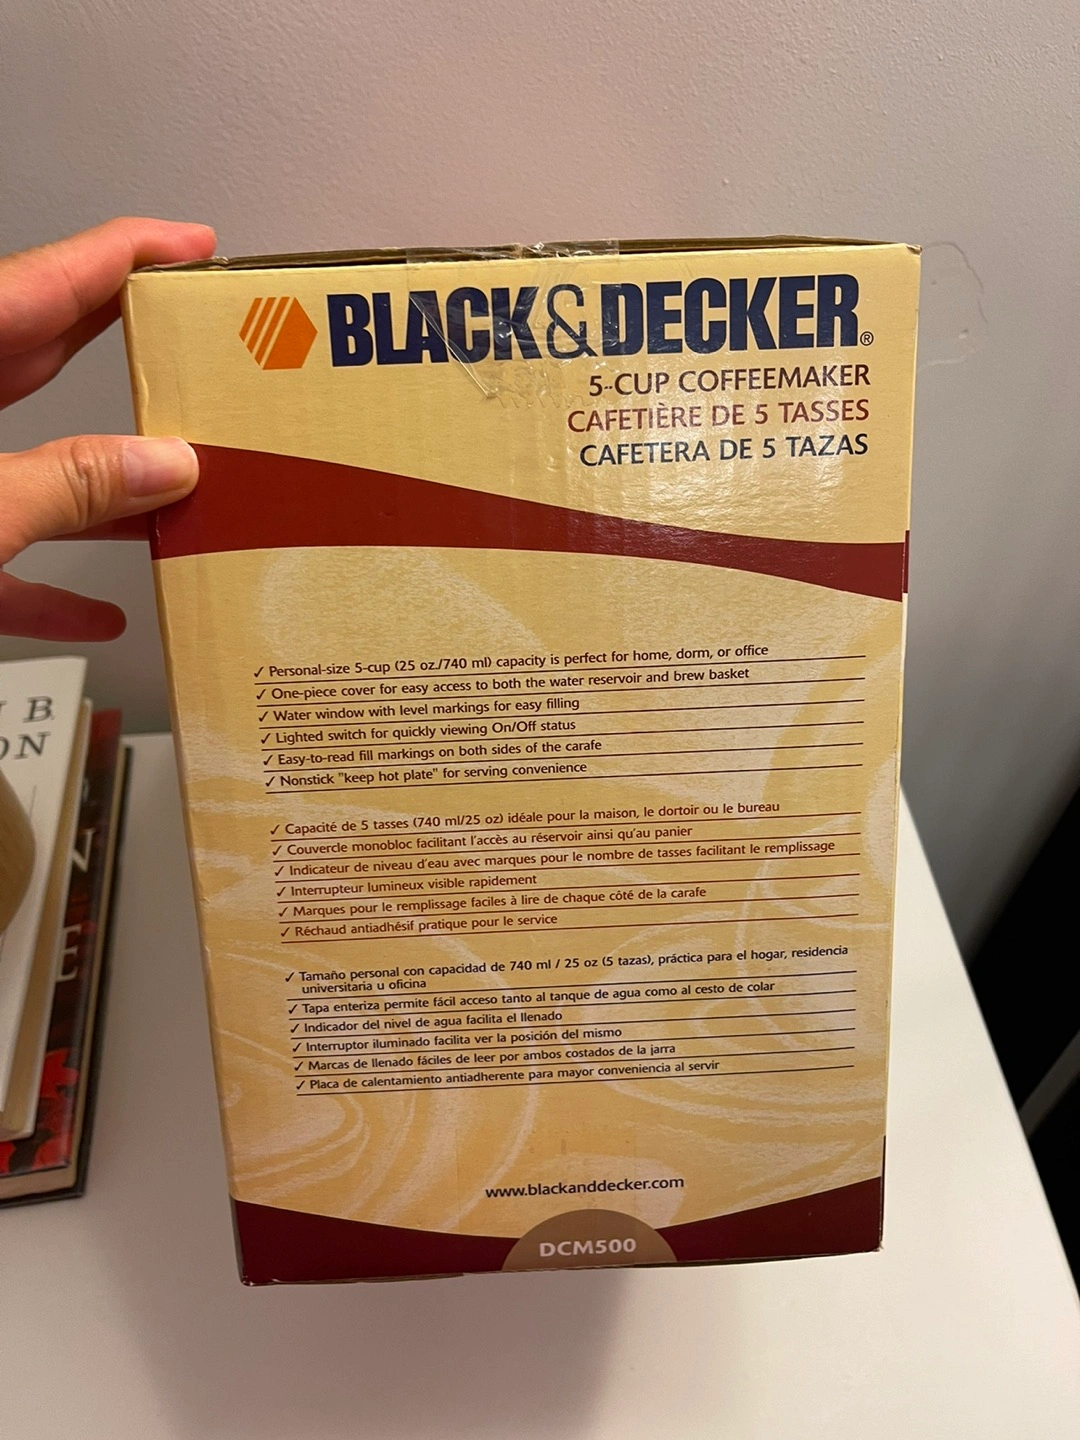 BLACK&DECKER®
5-CUP COFFEEMAKER
CAFETIÈRE DE 5 TASSES
CAFETERA DE 5 TAZAS
✓ Personal-size 5-cup (25 oz./740 ml) capacity is perfect for home, dorm, or office
✓ One-piece cover for easy access to both the water reservoir and brew basket
✓ Water window with level markings for easy filling
✓ Lighted switch for quickly viewing On/Off status
✓ Easy-to-read fill markings on both sides of the carafe
✓ Nonstick "keep hot plate" for serving convenience
✓ Capacité de 5 tasses (740 ml/25 oz) idéale pour la maison, le dortoir ou le bureau
✓ Couvercle monobloc facilitant l'accès au réservoir ainsi qu'au panier
✓ Indicateur de niveau d'eau avec marques pour le nombre de tasses facilitant le remplissage
✓ Interrupteur lumineux visible rapidement
✓ Marques pour le remplissage faciles à lire de chaque côté de la carafe
✓ Réchaud antiadhésif pratique pour le service
✓ Tamaño personal con capacidad de 740 ml / 25 oz (5 tazas), práctica para el hogar, residencia
universitaria u oficina
✓ Tapa enteriza permite fácil acceso tanto al tanque de agua como al cesto de colar
✓ Indicador del nivel de agua facilita el llenado
✓ Interruptor iluminado facilita ver la posición del mismo
✓ Marcas de llenado fáciles de leer por ambos costados de la jarra
✓ Placa de calentamiento antiadherente para mayor conveniencia al servir
www.blackanddecker.com
DCM500
B
ON
N
E